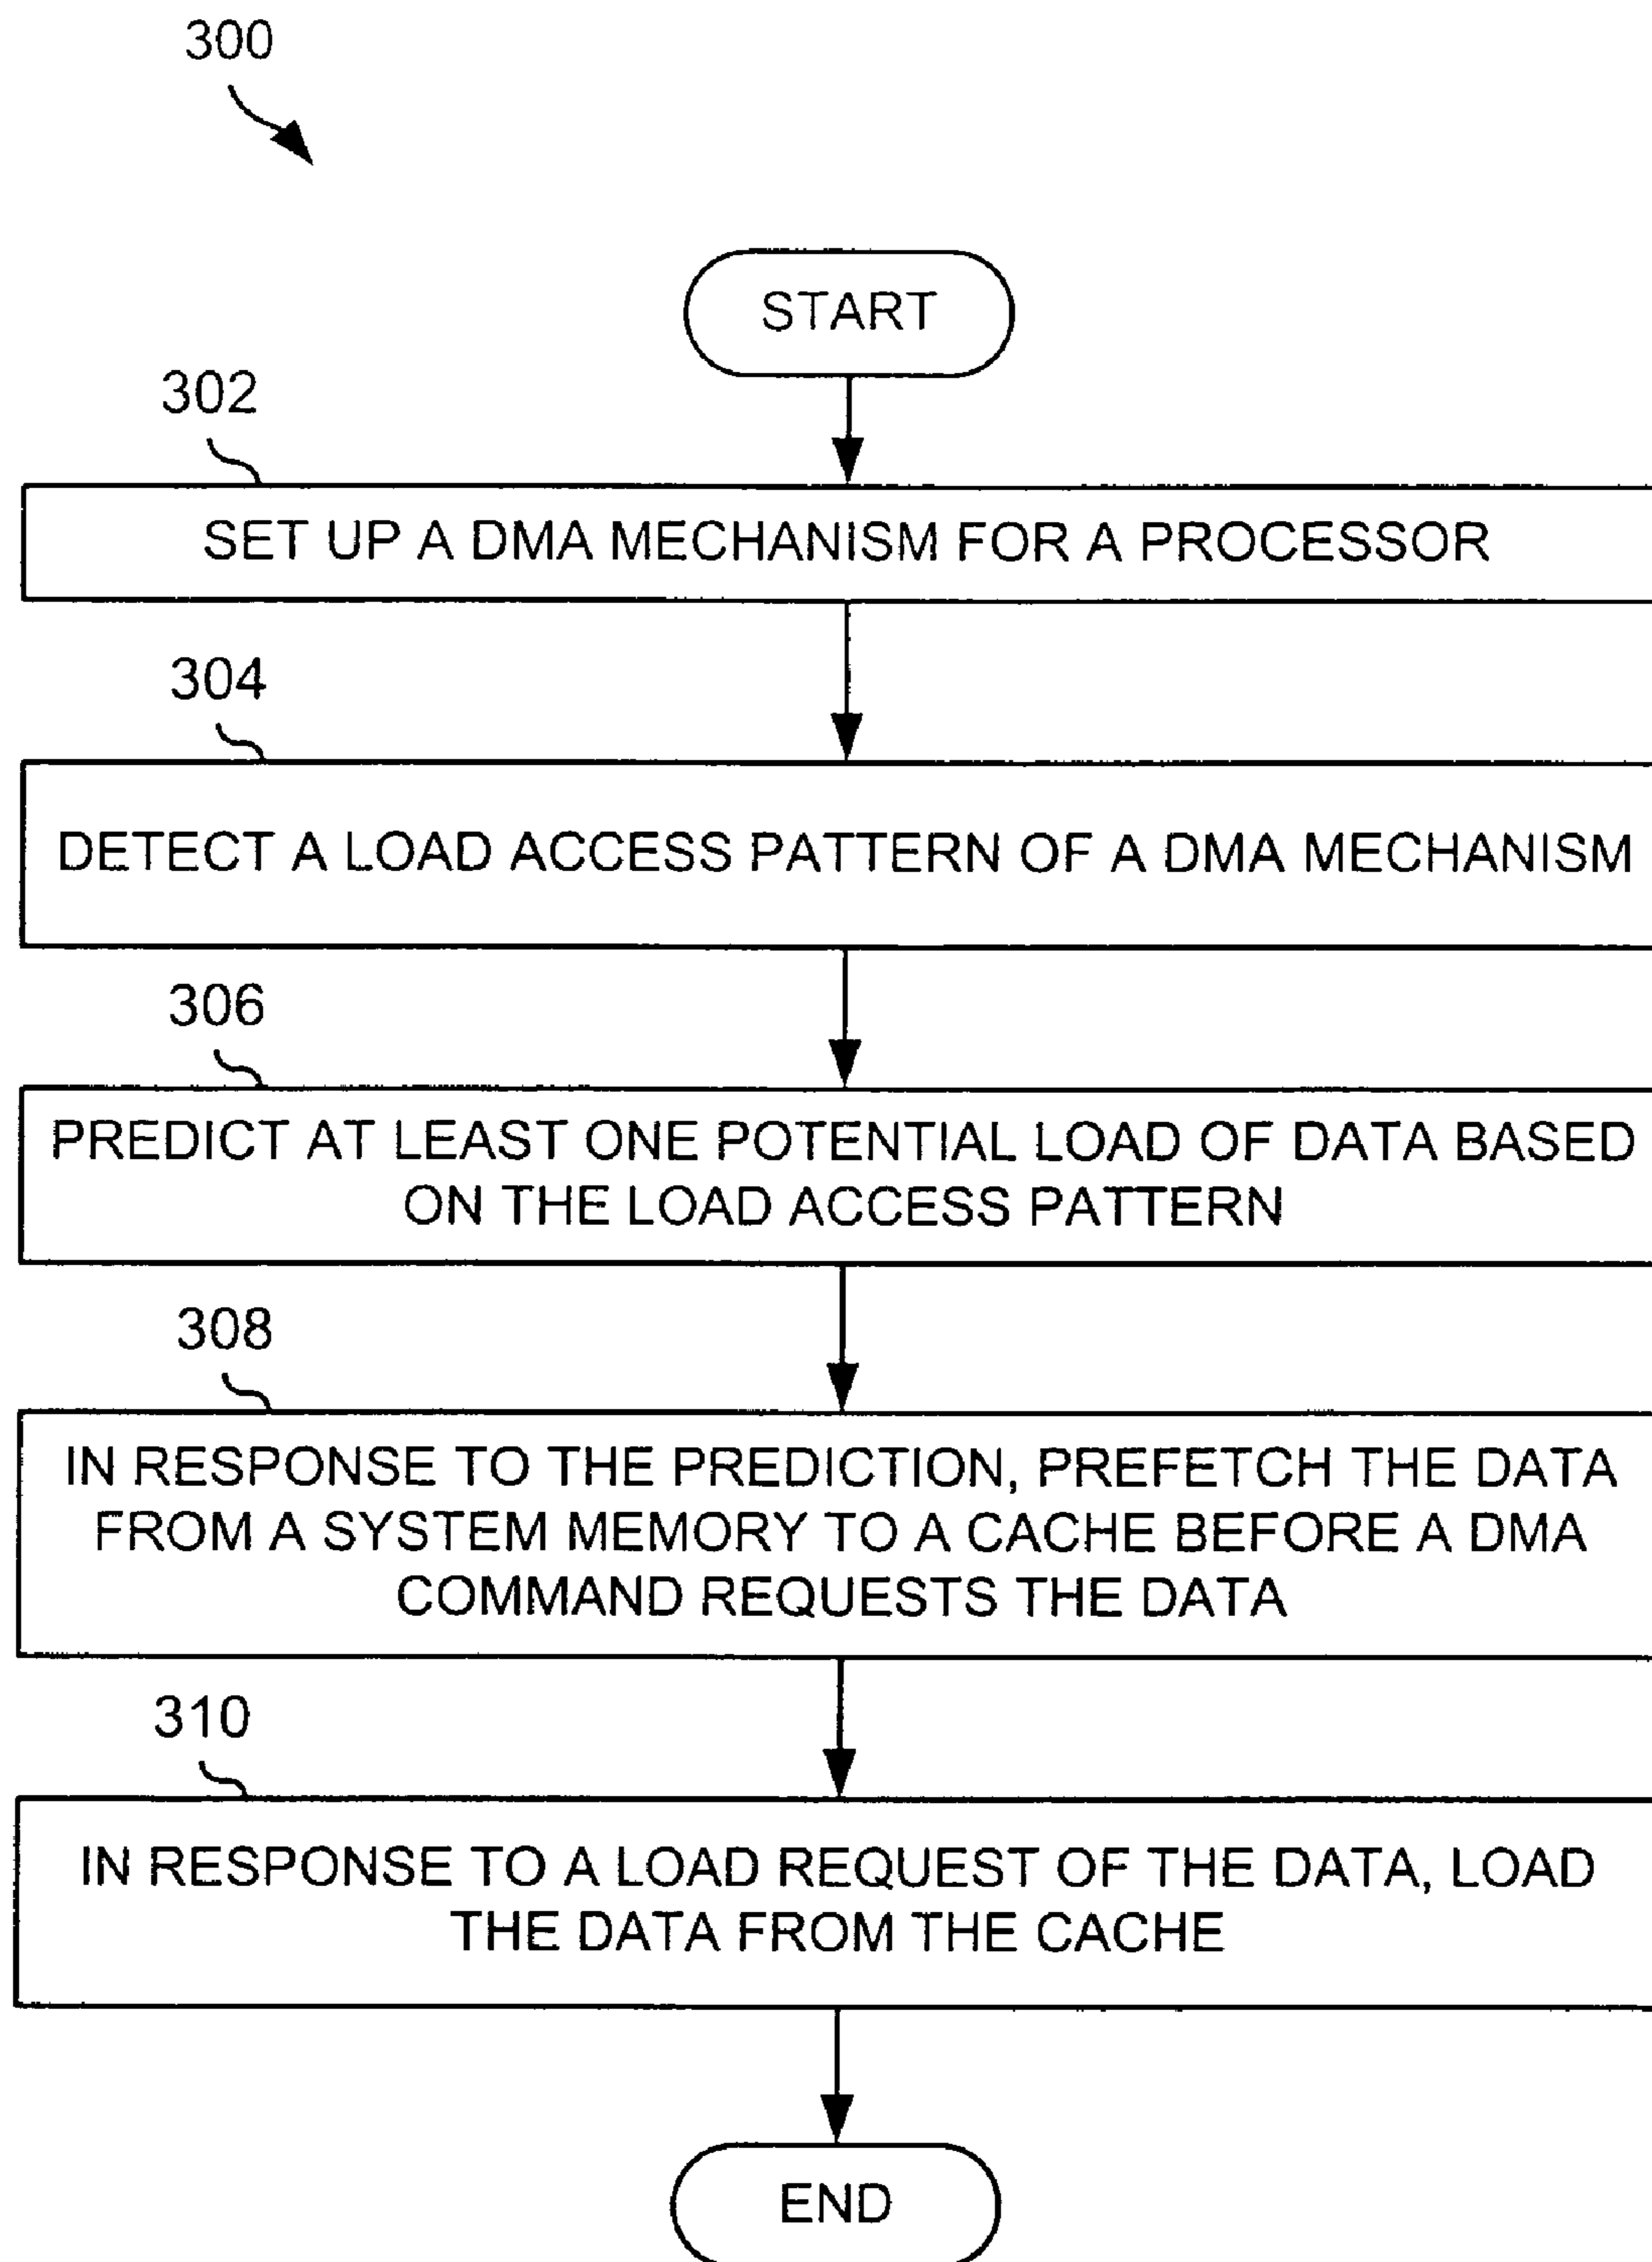 300
START
302
SET UP A DMA MECHANISM FOR A PROCESSOR
304
DETECT A LOAD ACCESS PATTERN OF A DMA MECHANISM
306
PREDICT AT LEAST ONE POTENTIAL LOAD OF DATA BASED
ON THE LOAD ACCESS PATTERN
308
IN RESPONSE TO THE PREDICTION, PREFETCH THE DATA
FROM A SYSTEM MEMORY TO A CACHE BEFORE A DMA
COMMAND REQUESTS THE DATA
310
IN RESPONSE TO A LOAD REQUEST OF THE DATA, LOAD
THE DATA FROM THE CACHE
END